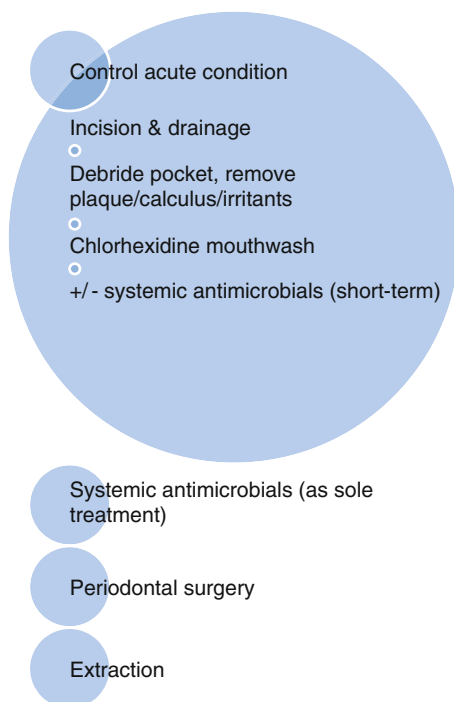 Control acute condition
Incision & drainage
Debride pocket, remove
plaque/calculus/irritants
Chlorhexidine mouthwash
+/- systemic antimicrobials (short-term)
Systemic antimicrobials (as sole
treatment)
Periodontal surgery
Extraction